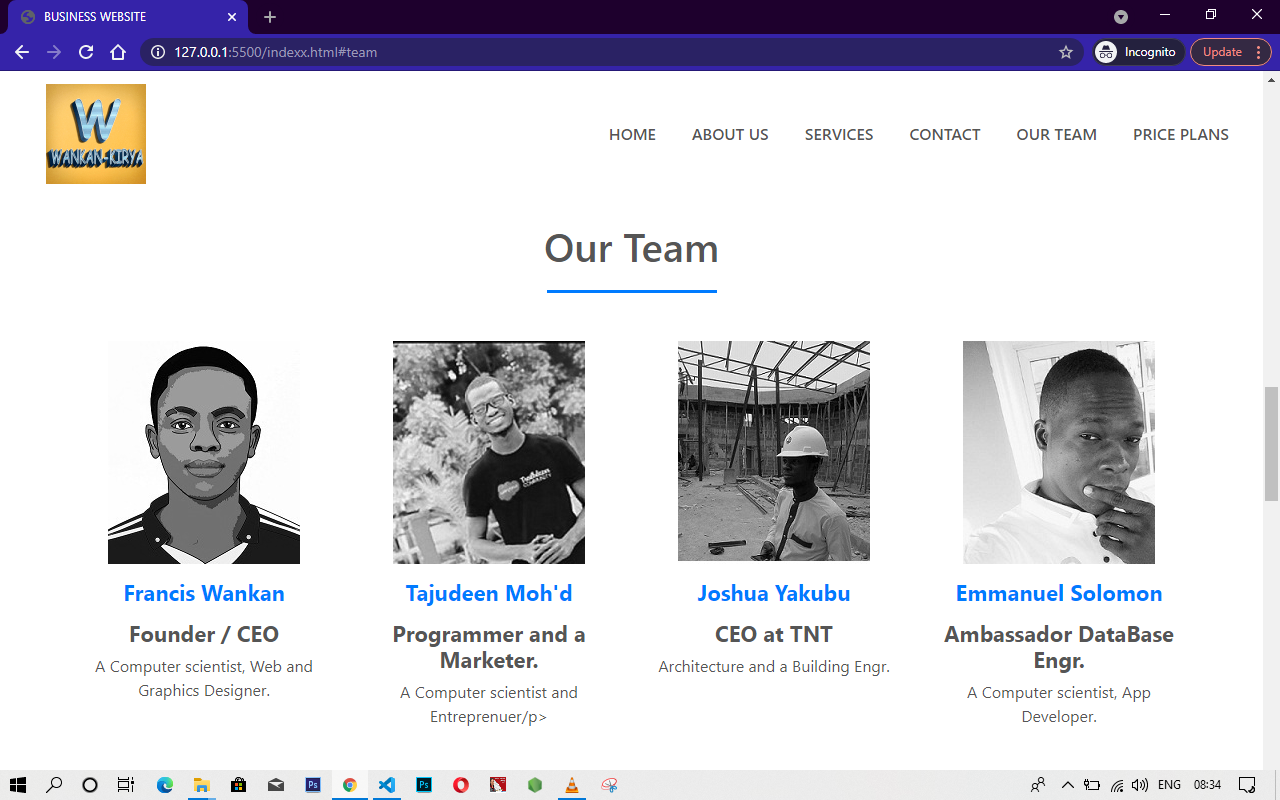 BUSINESS WEBSITE
127.0.0.1:5500/indexx.html#team
Incognito
Update
W
WANKAN-KIRYA
HOME ABOUT US SERVICES CONTACT OUR TEAM PRICE PLANS
Our Team
Francis Wankan
Founder / CEO
A Computer scientist, Web and
Graphics Designer.
COMMUNITY
Tajudeen Moh'd
Programmer and a
Marketer.
A Computer scientist and
Entreprenuer/p>
Joshua Yakubu
CEO at TNT
Architecture and a Building Engr.
Emmanuel Solomon
Ambassador DataBase
Engr.
A Computer scientist, App
Developer.
Ps
Ps
ENG
08:34